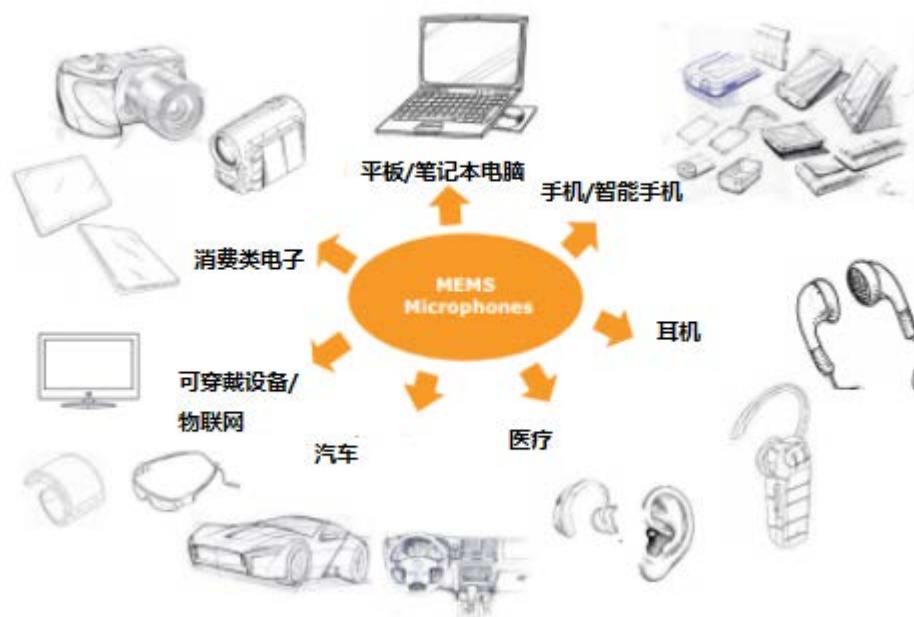 平板/笔记本电脑
手机/智能手机
消费类电子
MEMS
Microphones
耳机
可穿戴设备/
物联网
汽车
医疗